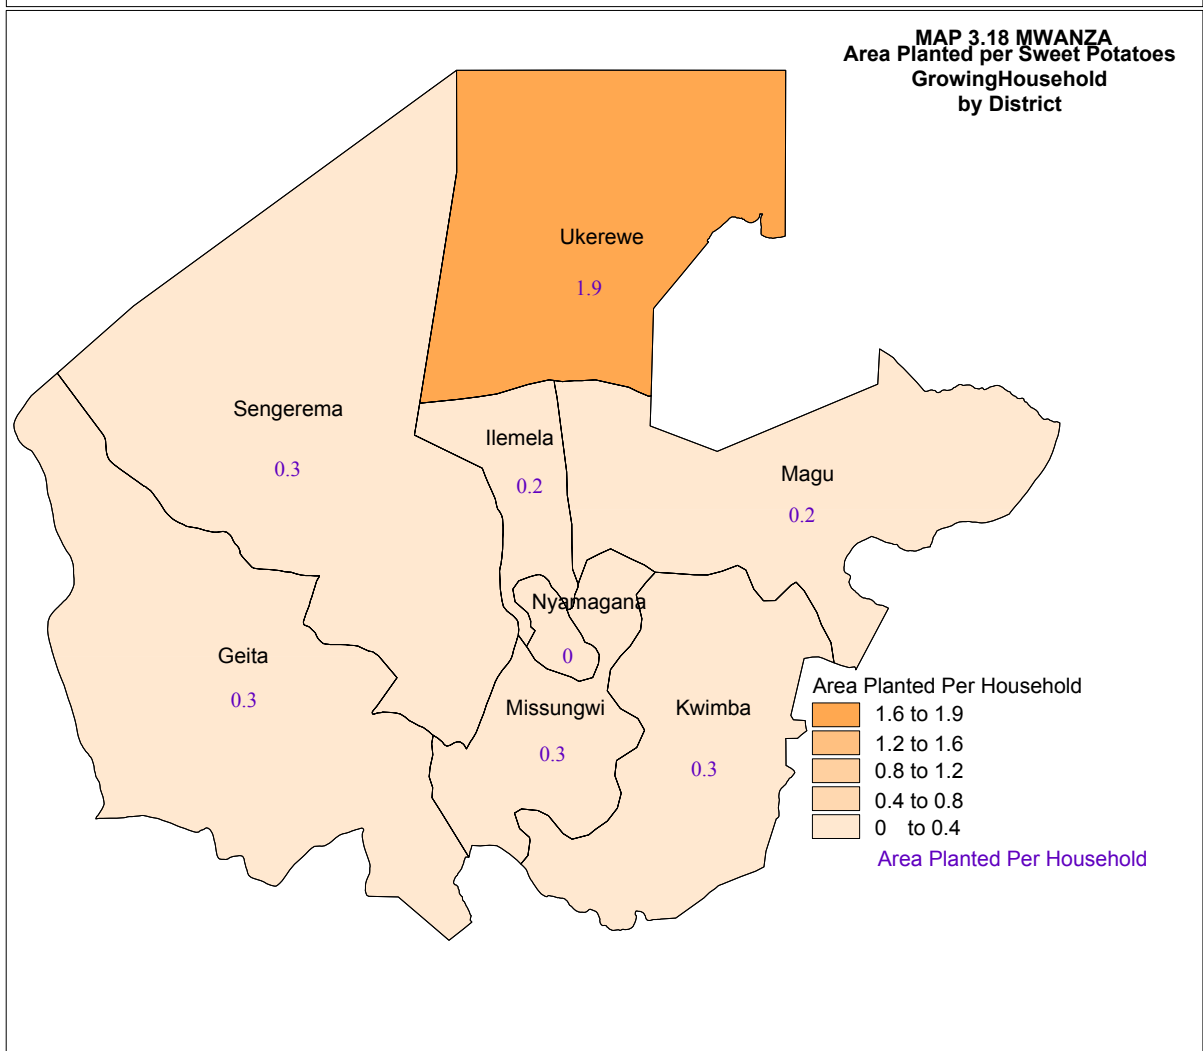 MAP 3.18 MWANZA
Area Planted per Sweet Potatoes
GrowingHousehold
by District
Ukerewe
1.9
Sengerema
0.3
Ilemela
0.2
Magu
0.2
Nyamagana
0
Geita
0.3
Missungwi
0.3
Kwimba
0.3
Area Planted Per Household
1.6 to 1.9
1.2 to 1.6
0.8 to 1.2
0.4 to 0.8
0 to 0.4
Area Planted Per Household